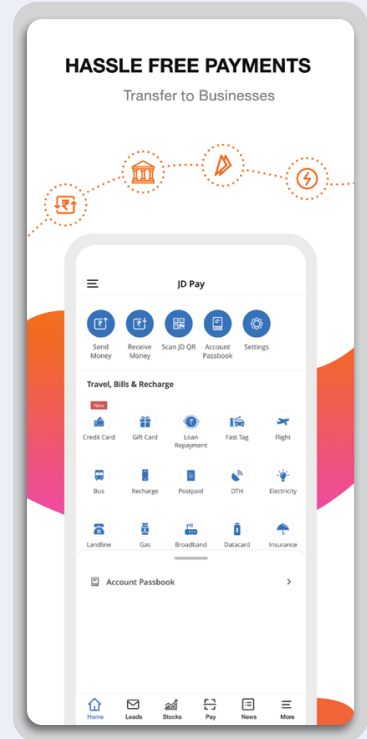 HASSLE FREE PAYMENTS
Transfer to Businesses
JD Pay
Send Money
Receive Money
Scan JD QR
Account Passbook
Settings
Travel, Bills & Recharge
New
Credit Card
Gift Card
Loan Repayment
Fast Tag
Flight
Bus
Recharge
Postpaid
DTH
Electricity
Landline
Gas
Broadband
Datacard
Insurance
Account Passbook
Home
Leads
Stocks
Pay
News
More